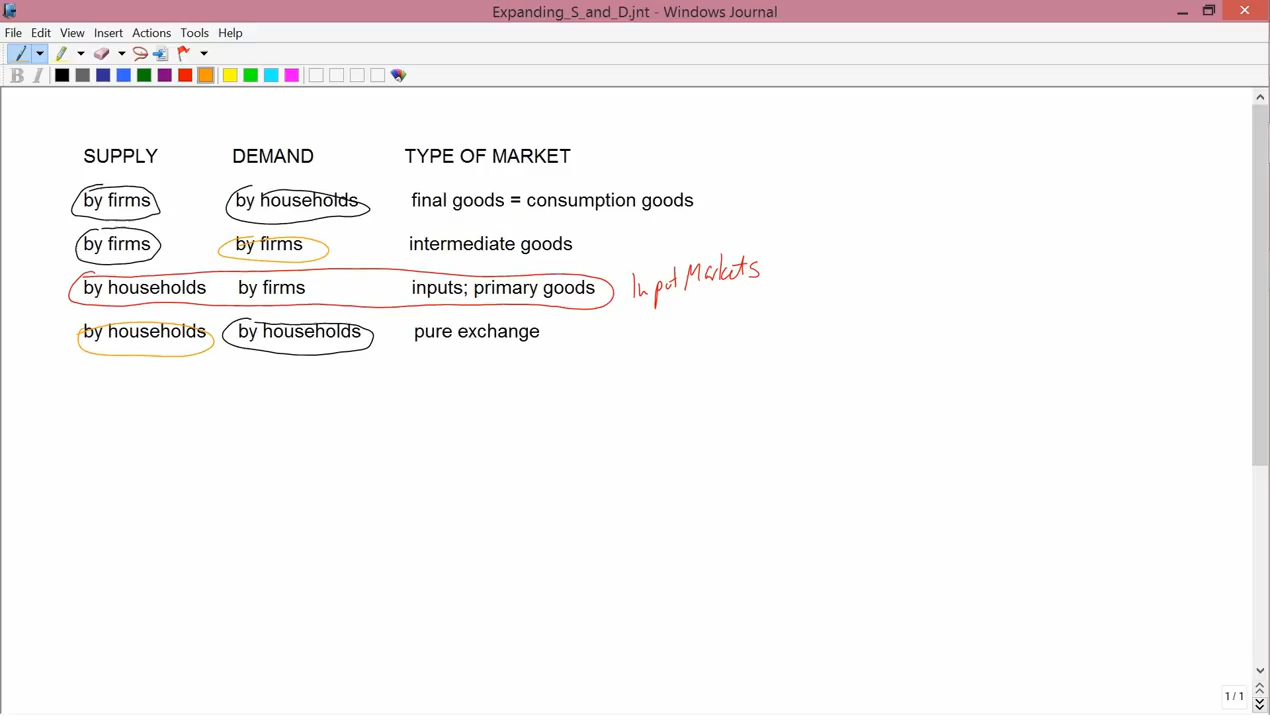 Expanding_S_and_D.jnt - Windows Journal
File Edit View Insert Actions Tools Help
B I
SUPPLY DEMAND TYPE OF MARKET
by firms by households final goods = consumption goods
by firms by firms intermediate goods
by households by firms inputs; primary goods Input Markets
by households by households pure exchange
1 / 1